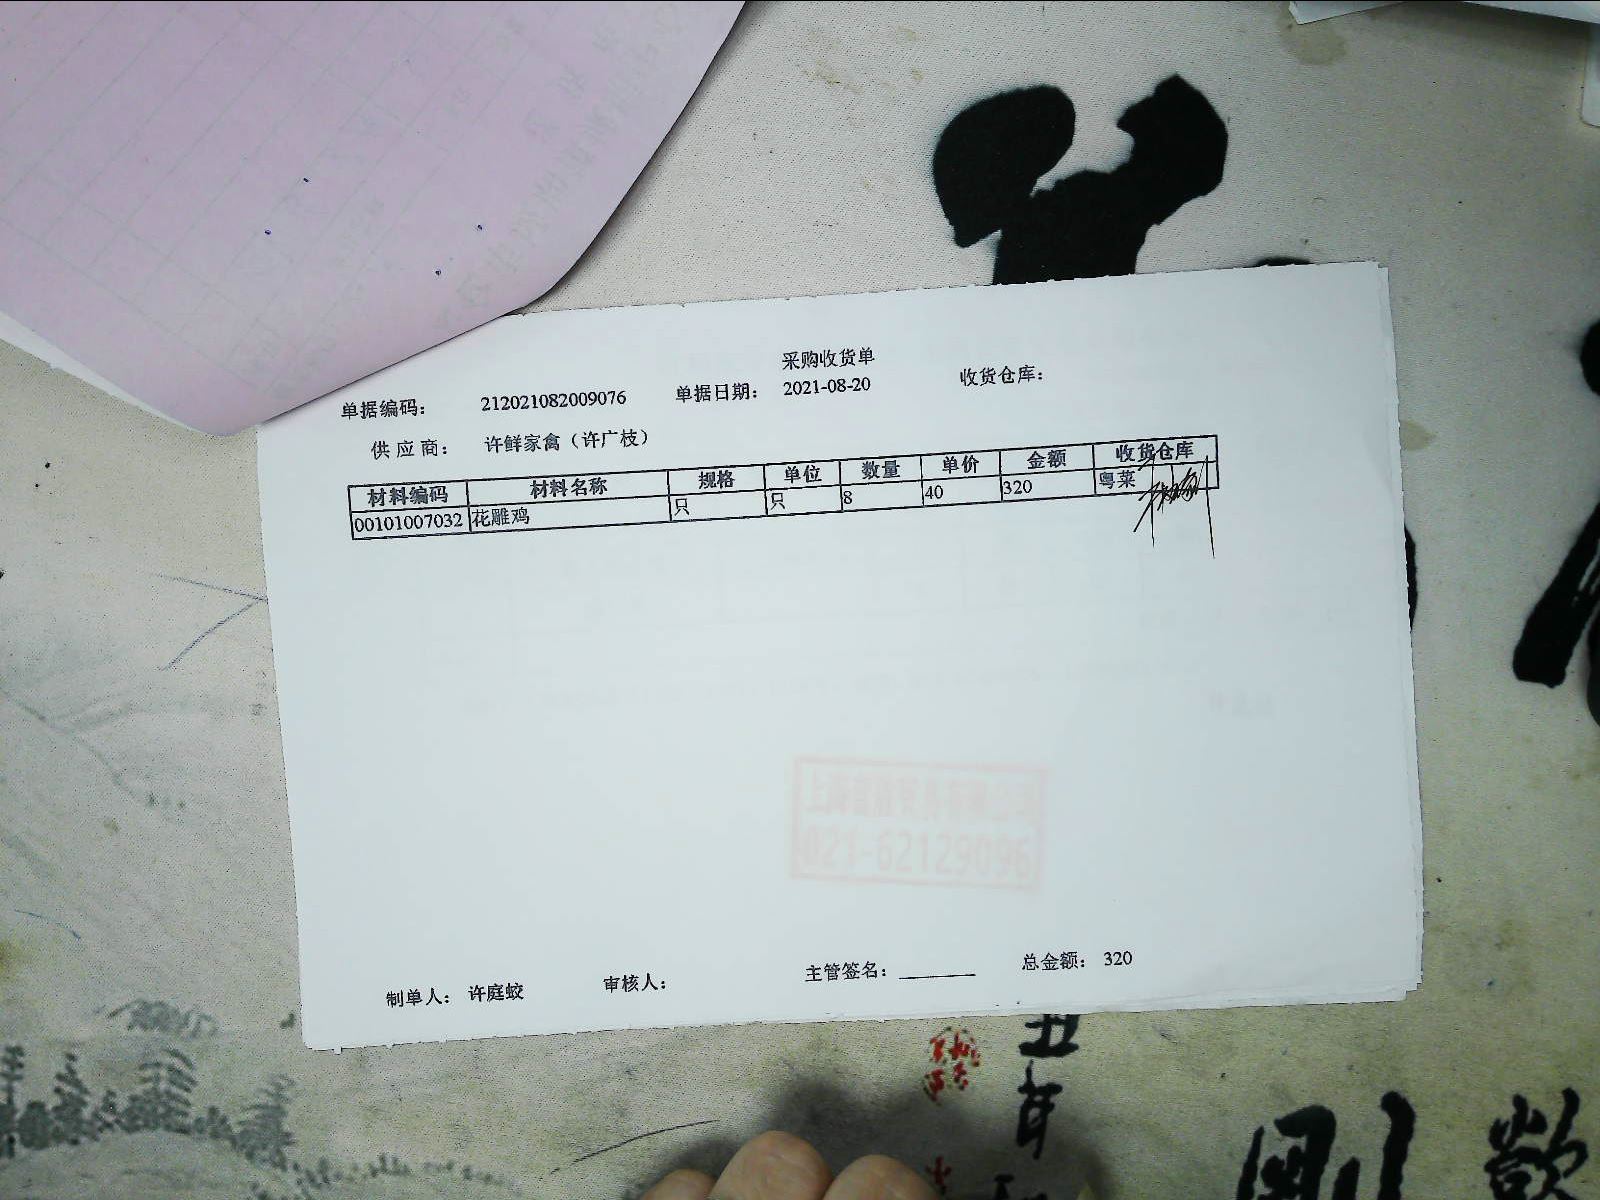 采购收货单
单据编码： 212021082009076 单据日期： 2021-08-20 收货仓库：
供应商： 许鲜家禽（许广枝）
材料编码 材料名称 规格 单位 数量 单价 金额 收货仓库
00101007032 花雕鸡 只 只 8 40 320 粤菜
021-62129096
制单人： 许庭蛟 审核人： 主管签名： 总金额： 320
丑年